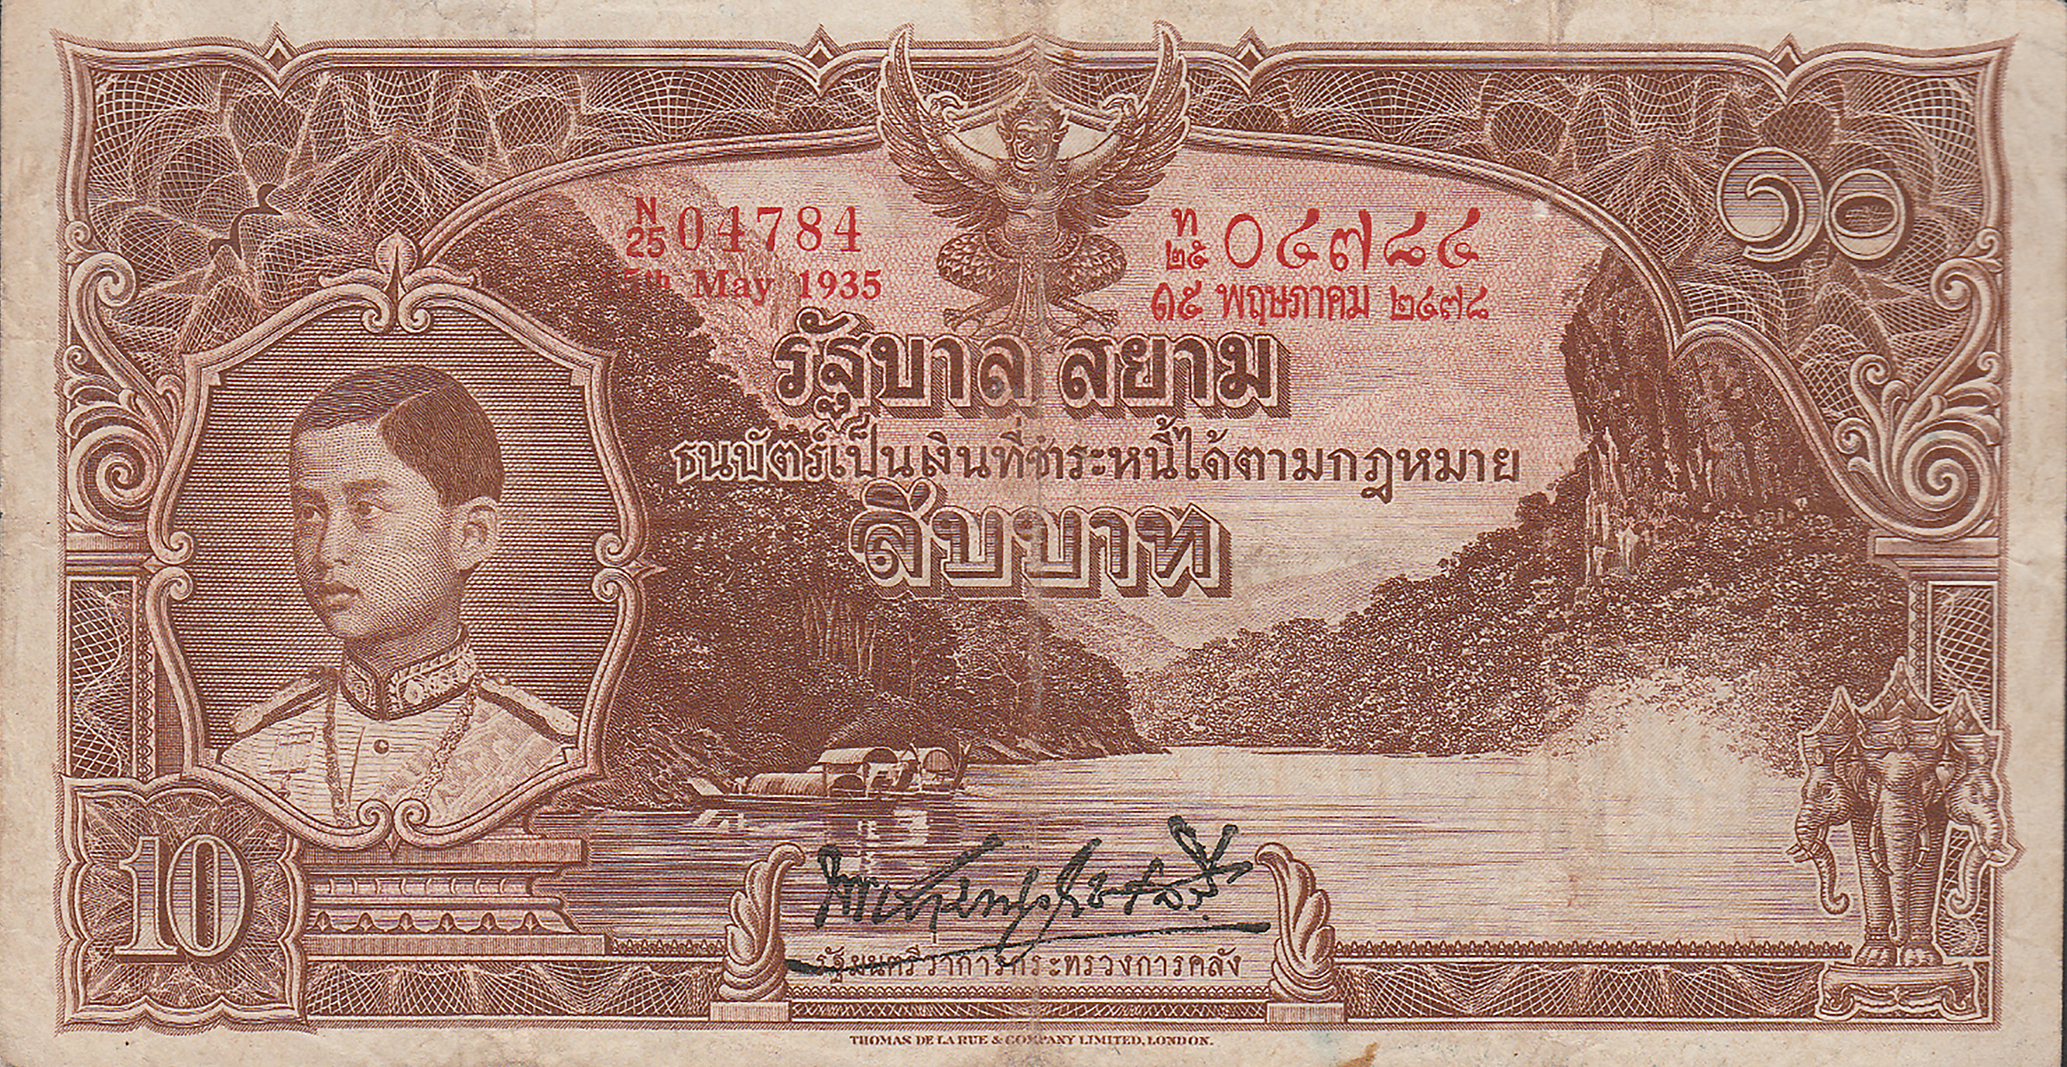 ๑๐
N
25 04784
ท
๒๕ ๐๔๗๘๔
15th May 1935
๑๕ พฤษภาคม ๒๔๗๘
รัฐบาล สยาม
ธนบัตร์เป็นเงินที่ชำระหนี้ได้ตามกฎหมาย
สิบบาท
10
รัฐมนตรีว่าการกระทรวงการคลัง
THOMAS DE LA RUE & COMPANY LIMITED, LONDON.